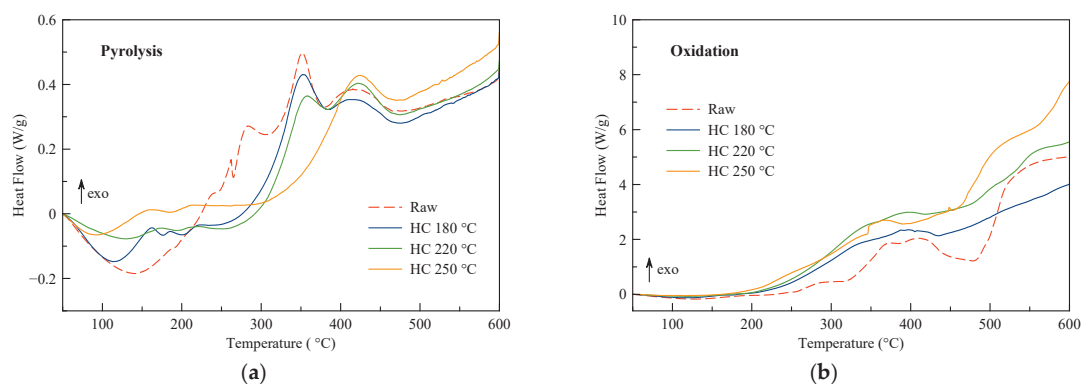 Pyrolysis
Heat Flow (W/g)
0.6
0.4
0.2
0
−0.2
exo
Raw
HC 180 °C
HC 220 °C
HC 250 °C
100
200
300
400
500
600
Temperature ( °C)
(a)
Oxidation
Heat Flow (W/g)
10
8
6
4
2
0
exo
Raw
HC 180 °C
HC 220 °C
HC 250 °C
100
200
300
400
500
600
Temperature (°C)
(b)